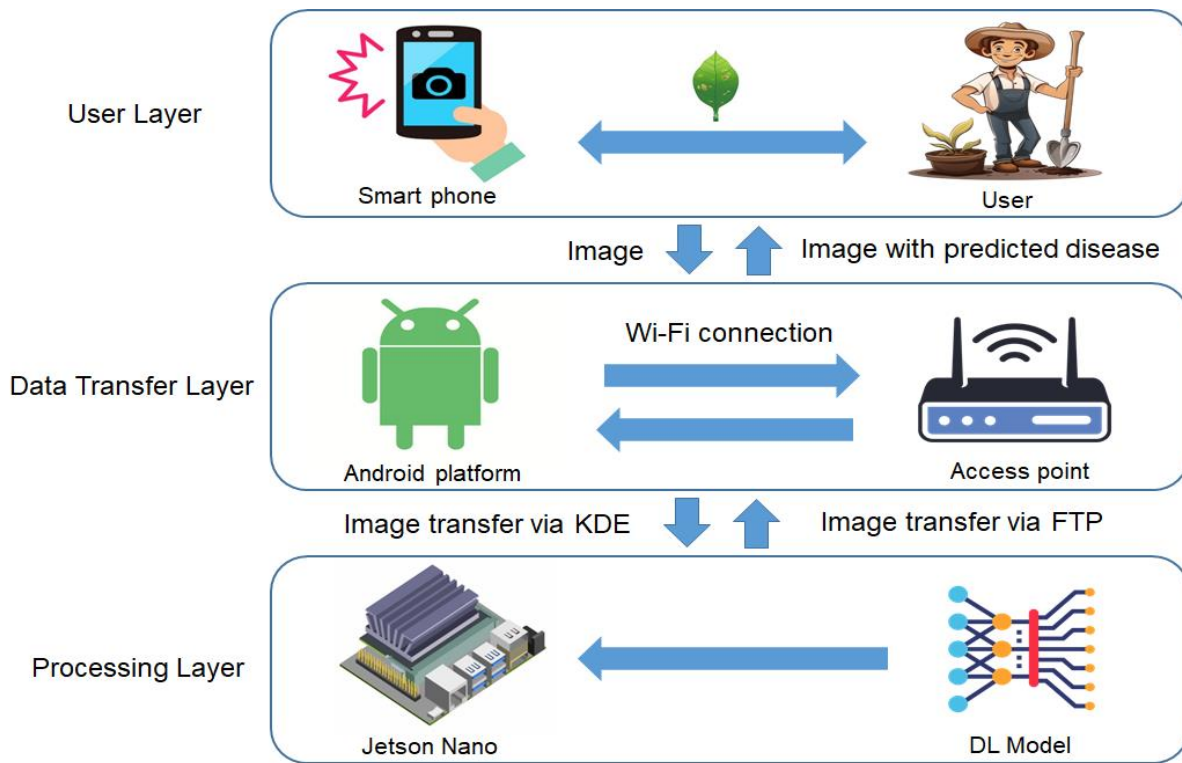 User Layer
Smart phone
User
Image
Image with predicted disease
Data Transfer Layer
Wi-Fi connection
Android platform
Access point
Image transfer via KDE
Image transfer via FTP
Processing Layer
Jetson Nano
DL Model